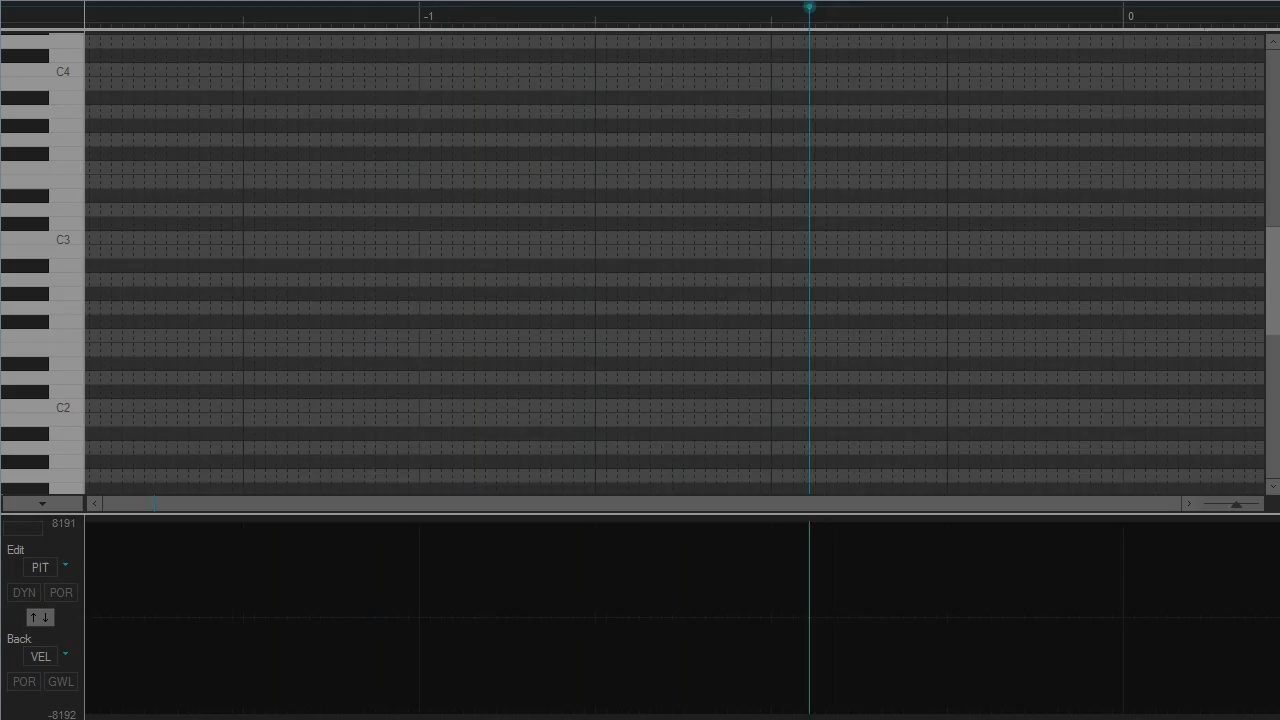 -1
0
C4
C3
C2
8191
Edit
PIT
DYN POR
↑ ↓
Back
VEL
POR GWL
-8192